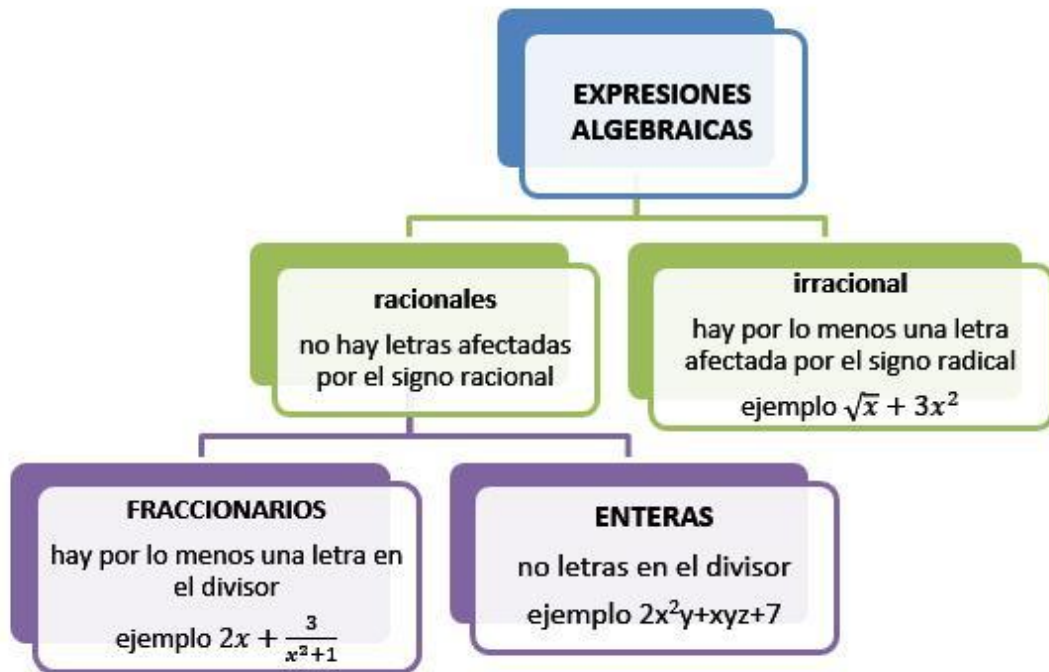 EXPRESIONES
ALGEBRAICAS
racionales
no hay letras afectadas
por el signo racional
irracional
hay por lo menos una letra
afectada por el signo radical
ejemplo √x + 3x²
FRACCIONARIOS
hay por lo menos una letra en
el divisor
ejemplo 2x + 3/(x²+1)
ENTERAS
no letras en el divisor
ejemplo 2x²y+xyz+7